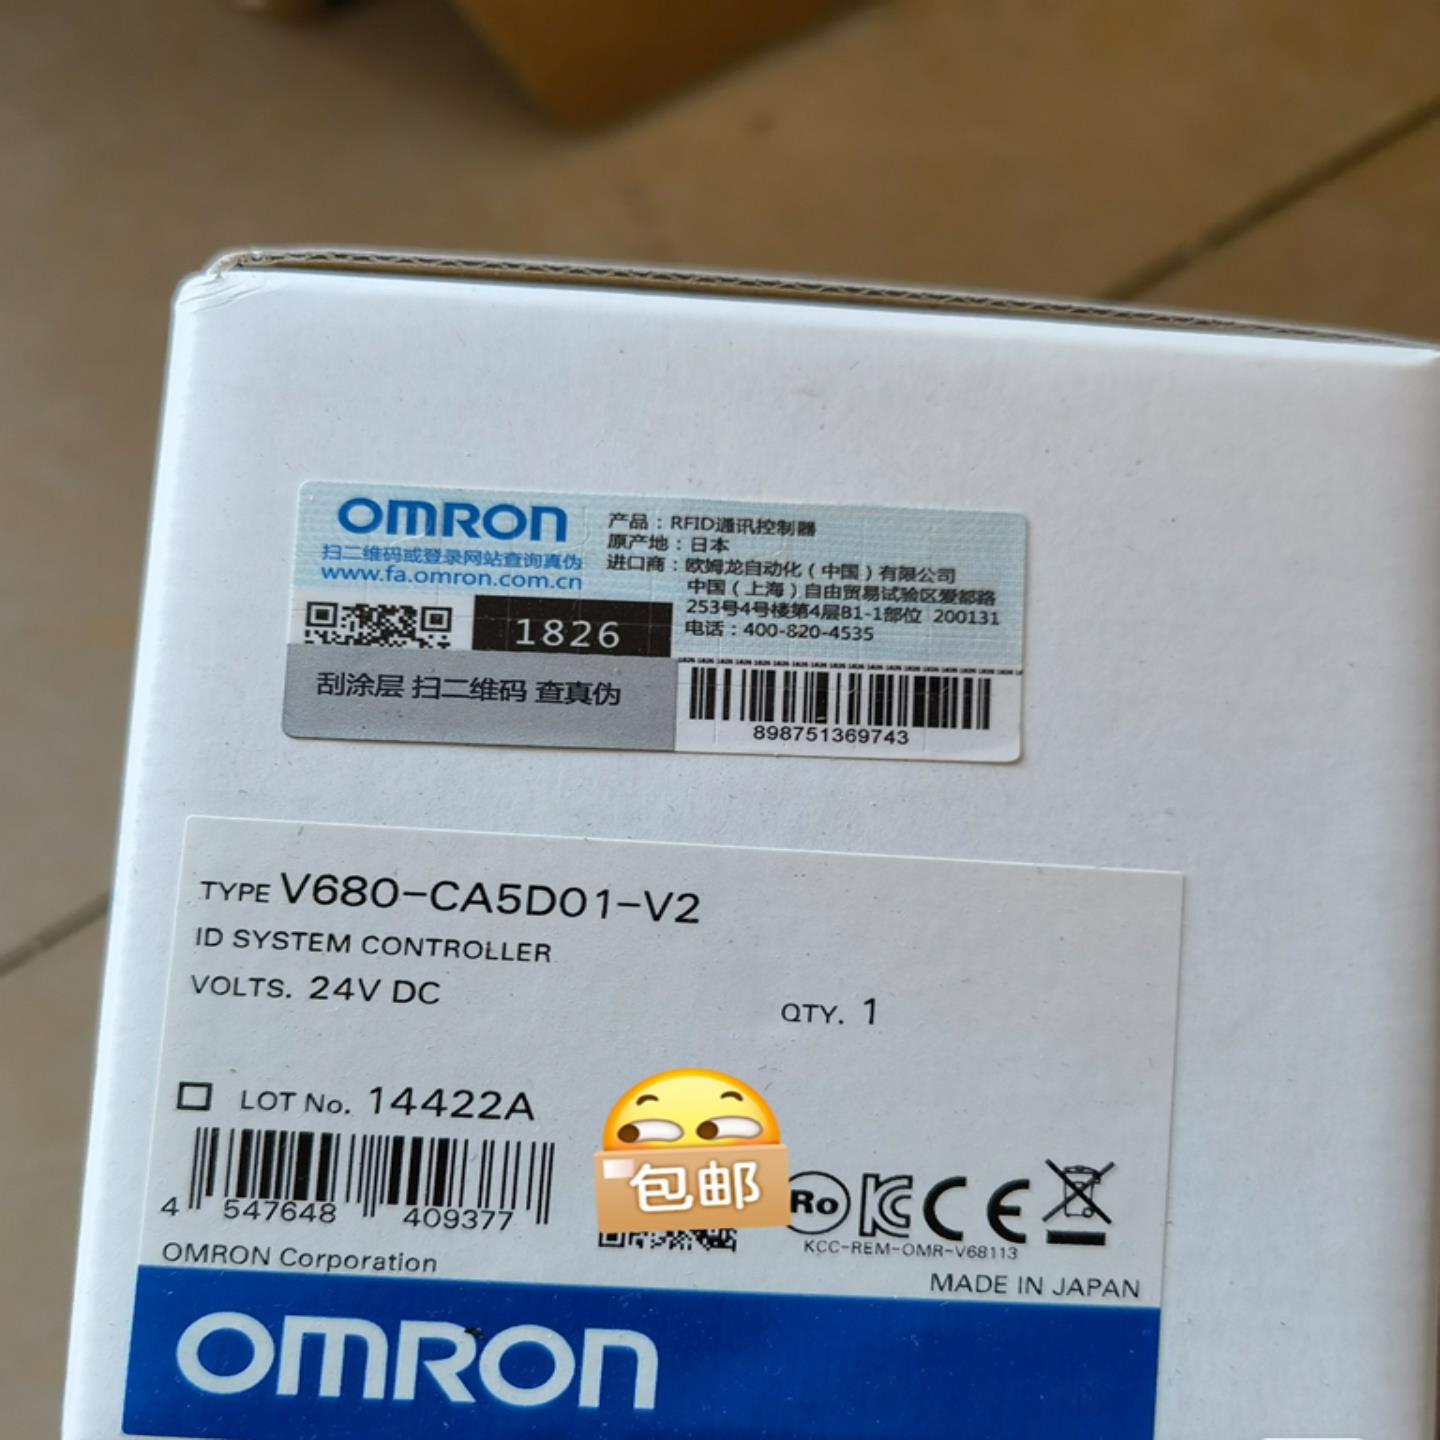 OMRON
扫二维码或登录网站查询真伪
www.fa.omron.com.cn
1826
刮涂层 扫二维码 查真伪
产品：RFID通讯控制器
原产地：日本
进口商：欧姆龙自动化（中国）有限公司
中国（上海）自由贸易试验区爱都路
253号4号楼第4层B1-1部位 200131
电话：400-820-4535
898751369743
TYPE V680-CA5D01-V2
ID SYSTEM CONTROLLER
VOLTS. 24V DC
QTY. 1
LOT No. 14422A
4 547648 409377
包邮
Ro KC CE
KCC-REM-OMR-V68113
OMRON Corporation
MADE IN JAPAN
OMRON